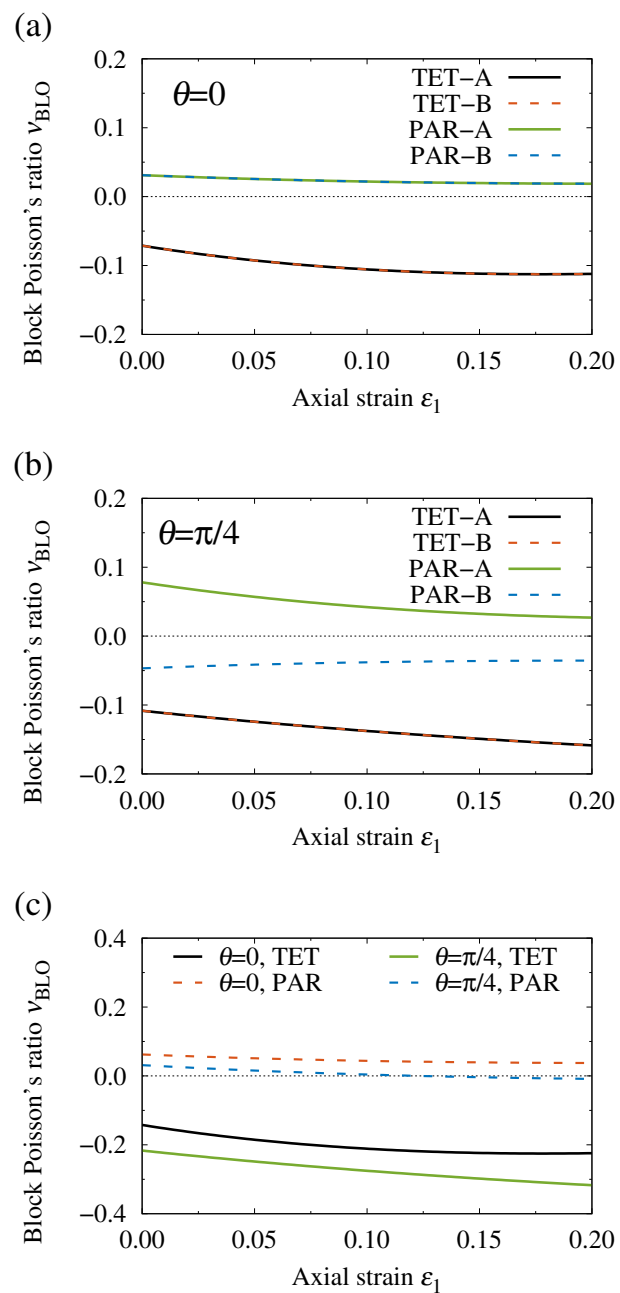 (a)
Block Poisson's ratio ν_BLO
0.2
0.1
0.0
−0.1
−0.2
θ=0
TET−A
TET−B
PAR−A
PAR−B
0.00 0.05 0.10 0.15 0.20
Axial strain ε₁
(b)
Block Poisson's ratio ν_BLO
0.2
0.1
0.0
−0.1
−0.2
θ=π/4
TET−A
TET−B
PAR−A
PAR−B
0.00 0.05 0.10 0.15 0.20
Axial strain ε₁
(c)
Block Poisson's ratio ν_BLO
0.4
0.2
0.0
−0.2
−0.4
θ=0, TET θ=π/4, TET
θ=0, PAR θ=π/4, PAR
0.00 0.05 0.10 0.15 0.20
Axial strain ε₁